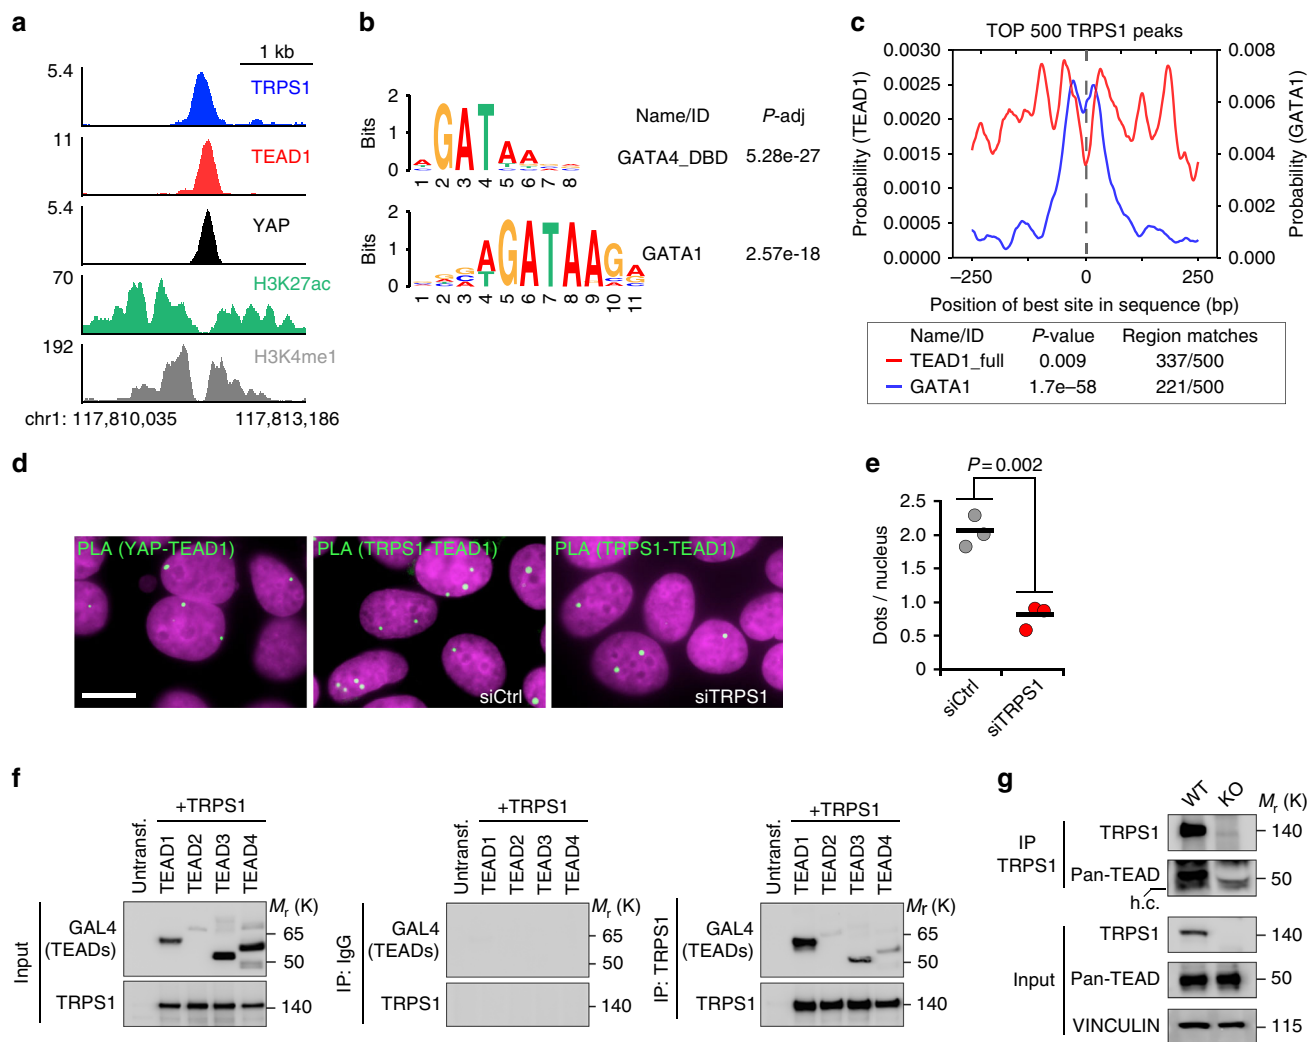 a
1 kb
5.4
TRPS1
11
TEAD1
5.4
YAP
70
H3K27ac
192
H3K4me1
chr1: 117,810,035 117,813,186
b
Bits
2
1
0
AGATAA
1 2 3 4 5 6 7 8
Name/ID P-adj
GATA4_DBD 5.28e-27
Bits
2
1
0
AGATAAGA
1 2 3 4 5 6 7 8 9 10 11
GATA1 2.57e-18
c
TOP 500 TRPS1 peaks
Probability (TEAD1)
0.0030
0.0025
0.0020
0.0015
0.0010
0.0005
0.0000
0.008
0.006
0.004
0.002
0.000
Probability (GATA1)
−250 0 250
Position of best site in sequence (bp)
Name/ID P-value Region matches
TEAD1_full 0.009 337/500
GATA1 1.7e–58 221/500
d
PLA (YAP-TEAD1)
PLA (TRPS1-TEAD1)
siCtrl
PLA (TRPS1-TEAD1)
siTRPS1
e
P = 0.002
Dots / nucleus
2.5
2.0
1.5
1.0
0.5
0
siCtrl
siTRPS1
f
+TRPS1
Untransf.
TEAD1
TEAD2
TEAD3
TEAD4
Mr (K)
Input
GAL4
(TEADs)
65
50
TRPS1
140
+TRPS1
Untransf.
TEAD1
TEAD2
TEAD3
TEAD4
Mr (K)
IP: IgG
GAL4
(TEADs)
65
50
TRPS1
140
+TRPS1
Untransf.
TEAD1
TEAD2
TEAD3
TEAD4
Mr (K)
IP: TRPS1
GAL4
(TEADs)
65
50
TRPS1
140
g
WT
KO
Mr (K)
IP
TRPS1
TRPS1
140
Pan-TEAD
50
h.c.
Input
TRPS1
140
Pan-TEAD
50
VINCULIN
115